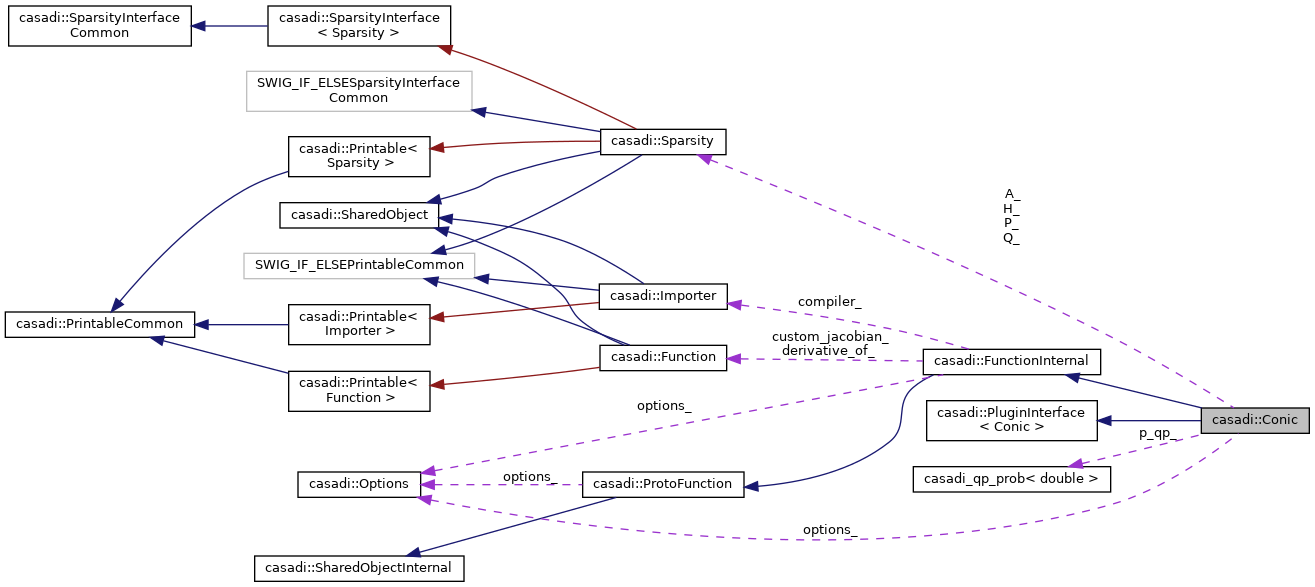 casadi::SparsityInterface
Common
casadi::SparsityInterface
< Sparsity >
SWIG_IF_ELSESparsityInterface
Common
casadi::Printable<
Sparsity >
casadi::Sparsity
casadi::SharedObject
A_
H_
P_
Q_
SWIG_IF_ELSEPrintableCommon
casadi::Importer
compiler_
casadi::PrintableCommon
casadi::Printable<
Importer >
casadi::Function
custom_jacobian_
derivative_of_
casadi::FunctionInternal
casadi::Printable<
Function >
options_
casadi::PluginInterface
< Conic >
casadi::Conic
p_qp_
casadi_qp_prob< double >
casadi::Options
options_
casadi::ProtoFunction
options_
casadi::SharedObjectInternal